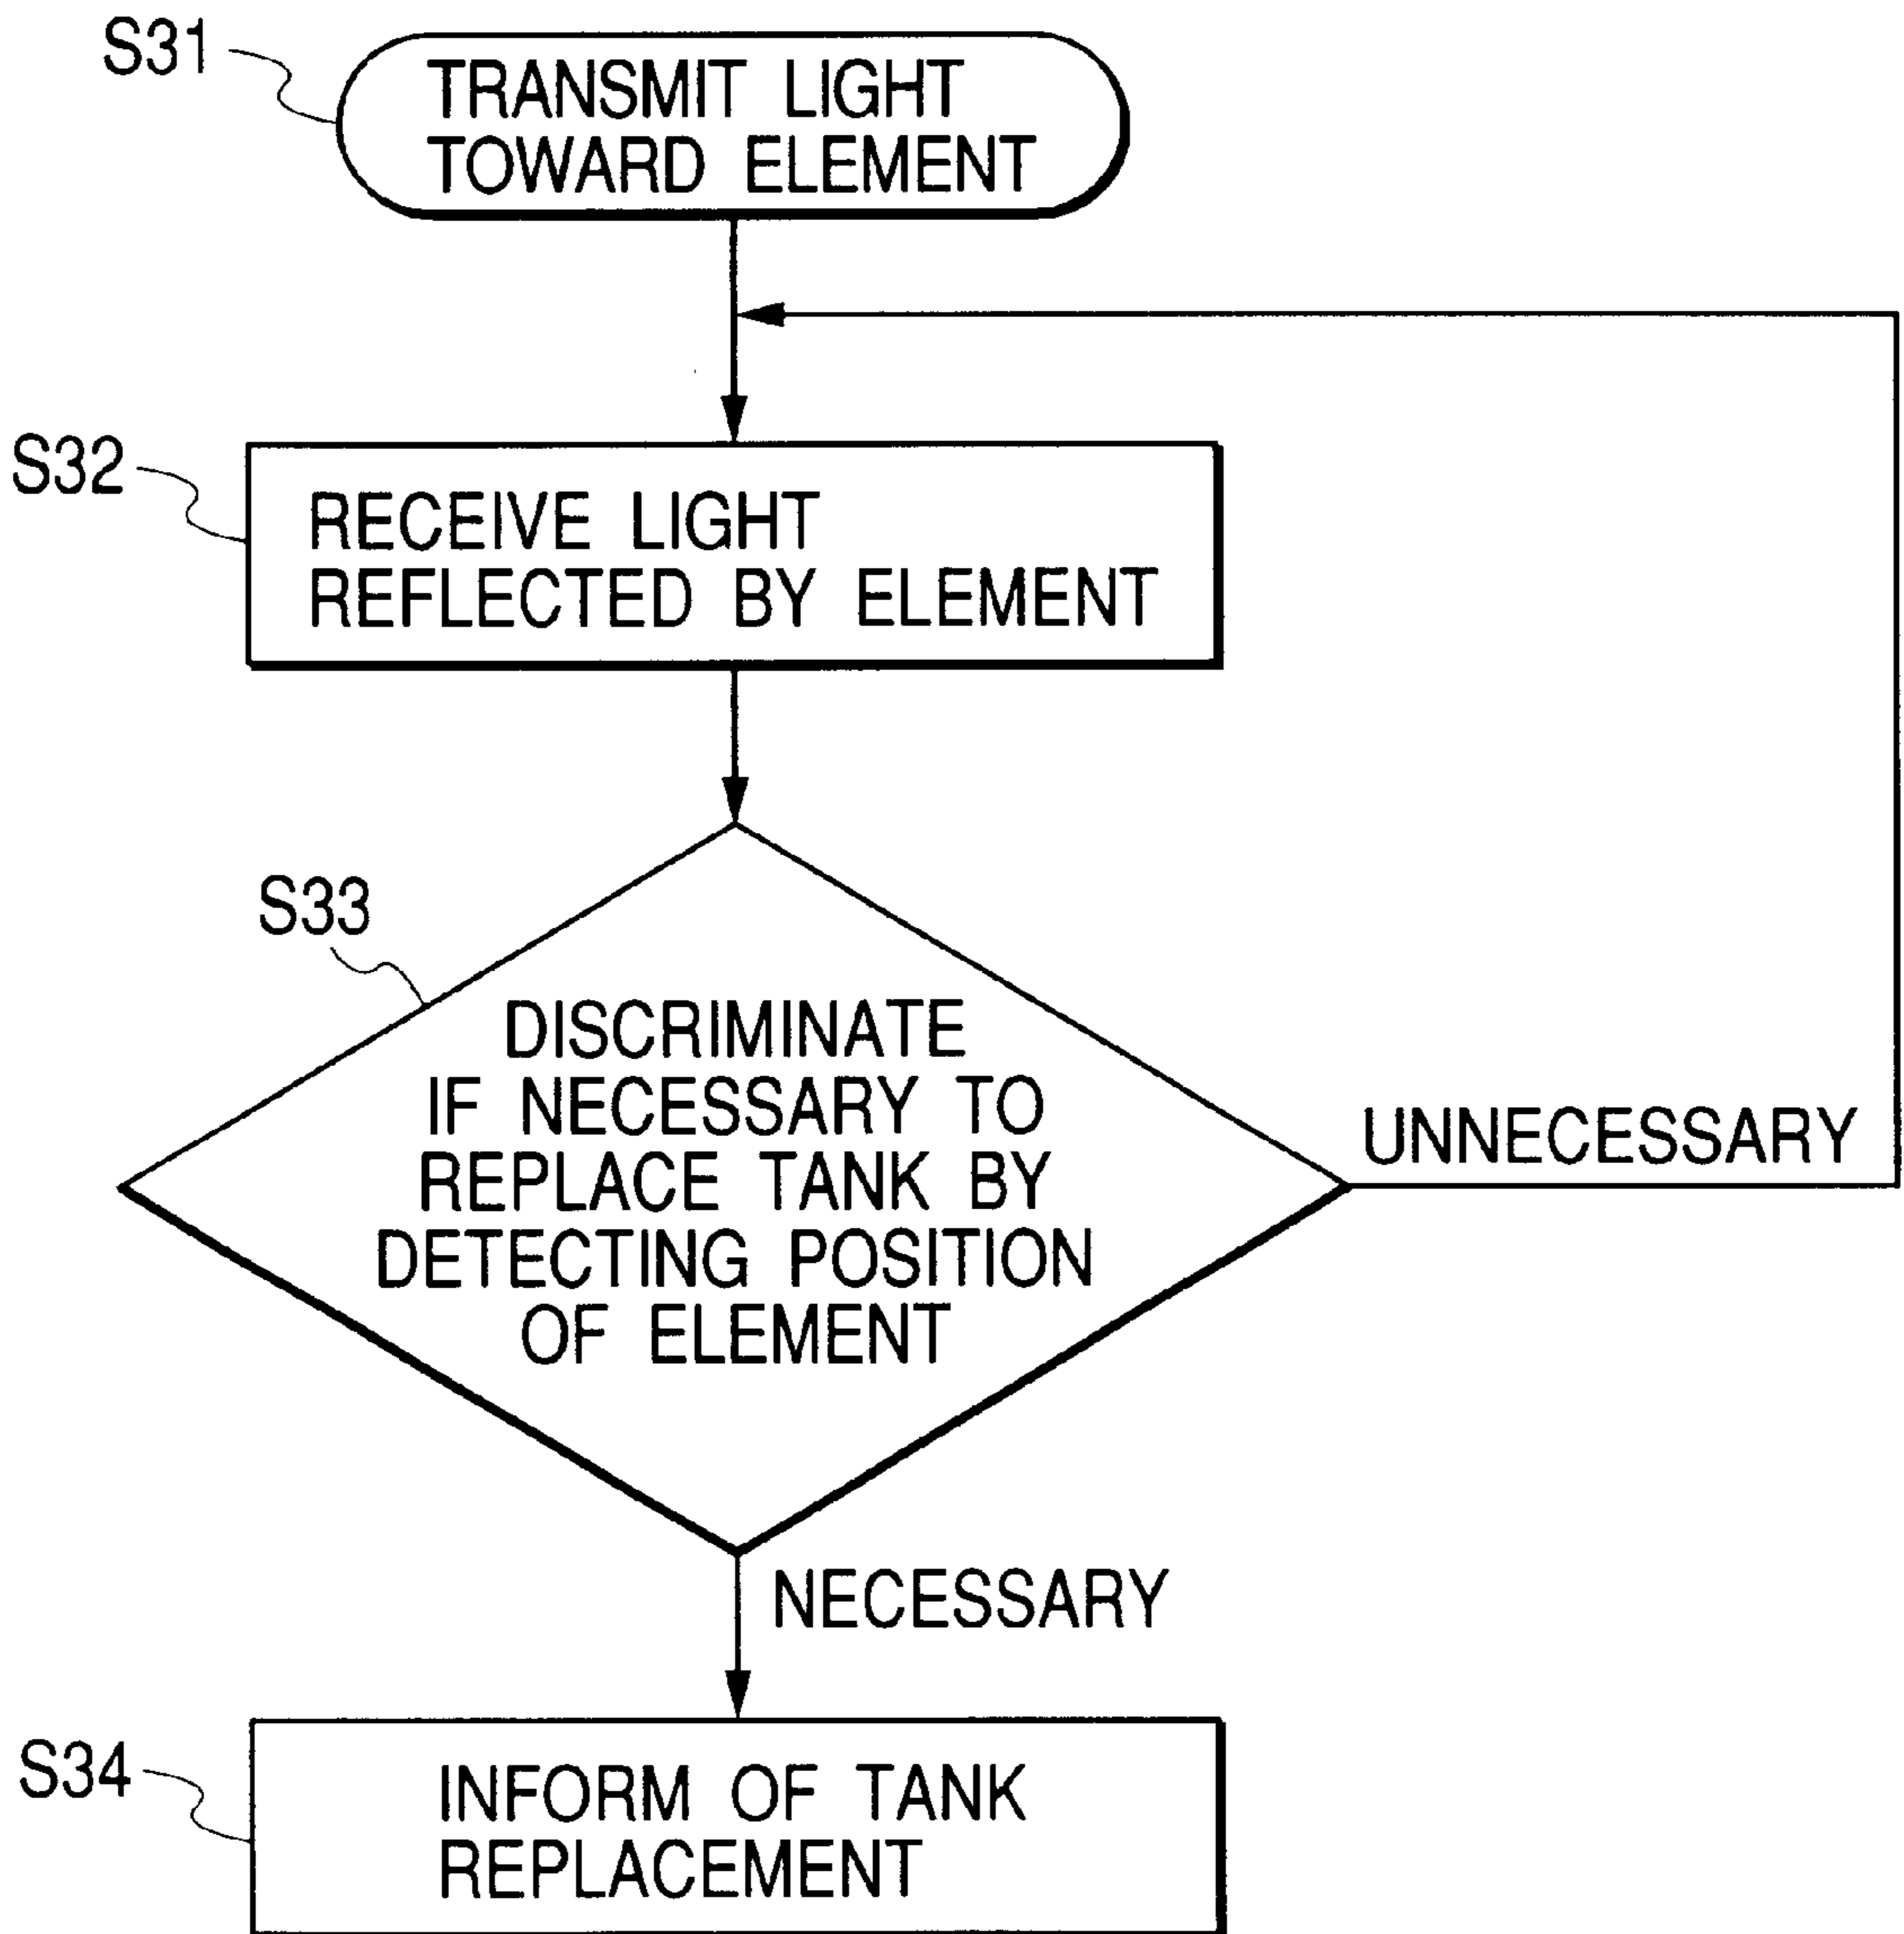 S31
TRANSMIT LIGHT
TOWARD ELEMENT
S32
RECEIVE LIGHT
REFLECTED BY ELEMENT
S33
DISCRIMINATE
IF NECESSARY TO
REPLACE TANK BY
DETECTING POSITION
OF ELEMENT
UNNECESSARY
NECESSARY
S34
INFORM OF TANK
REPLACEMENT